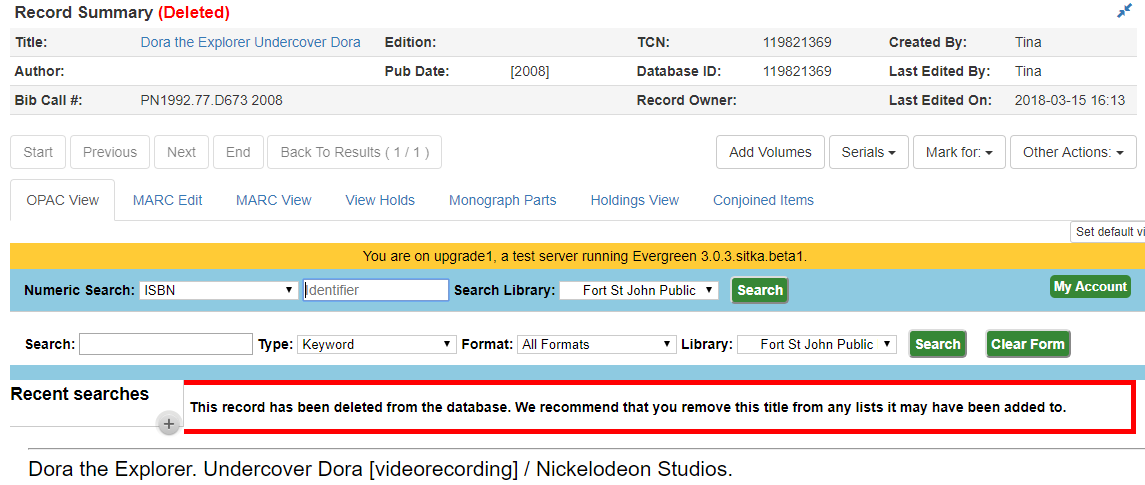 Record Summary (Deleted)
Title: Dora the Explorer Undercover Dora Edition: TCN: 119821369 Created By: Tina
Author: Pub Date: [2008] Database ID: 119821369 Last Edited By: Tina
Bib Call #: PN1992.77.D673 2008 Record Owner: Last Edited On: 2018-03-15 16:13
Start Previous Next End Back To Results ( 1 / 1 ) Add Volumes Serials Mark for: Other Actions:
OPAC View MARC Edit MARC View View Holds Monograph Parts Holdings View Conjoined Items
Set default vi
You are on upgrade1, a test server running Evergreen 3.0.3.sitka.beta1.
Numeric Search: ISBN Identifier Search Library: Fort St John Public Search My Account
Search: Type: Keyword Format: All Formats Library: Fort St John Public Search Clear Form
Recent searches
+
This record has been deleted from the database. We recommend that you remove this title from any lists it may have been added to.
Dora the Explorer. Undercover Dora [videorecording] / Nickelodeon Studios.